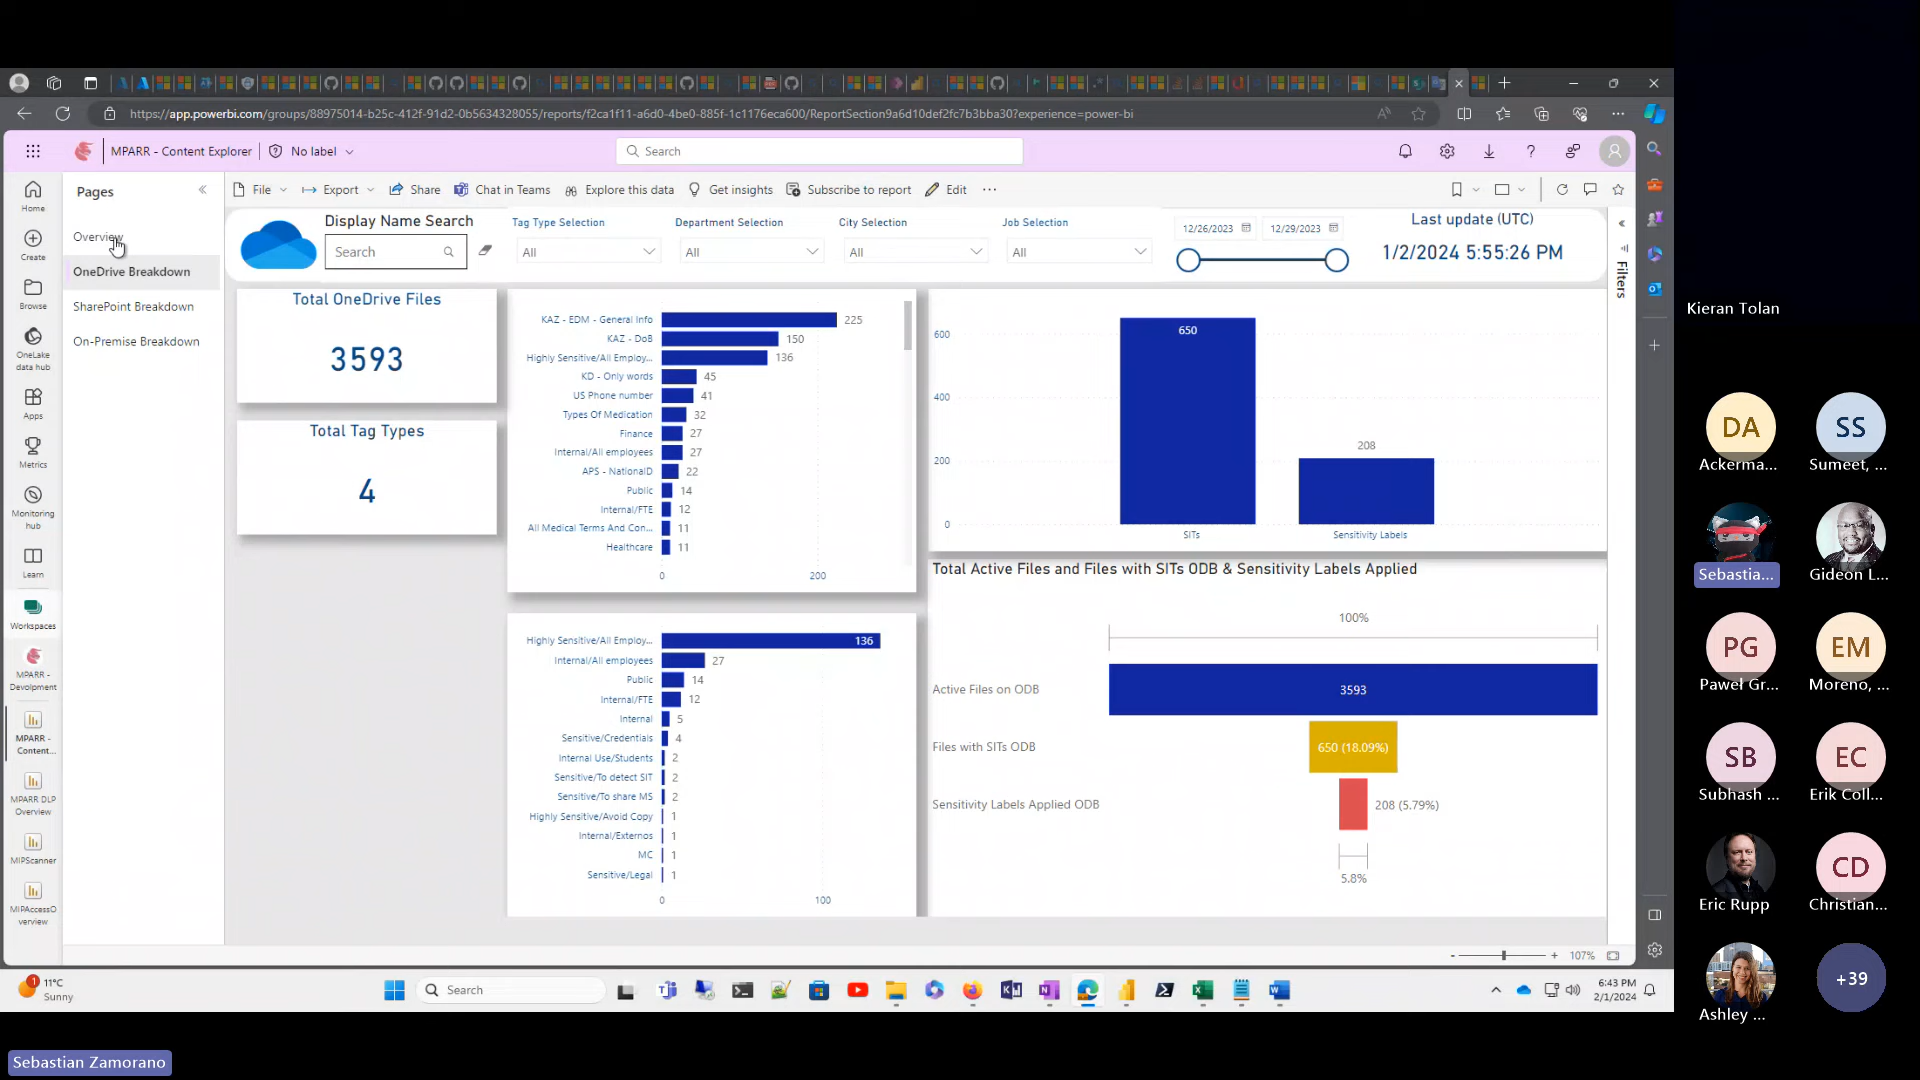 https://app.powerbi.com/groups/88975014-b25c-412f-91d2-0b5634328055/reports/f2ca1f11-a6d0-4be0-885f-1c1176eca600/ReportSection9a6d10def2fc7b3bba30?experience=power-bi
MPARR - Content Explorer
No label
Search
Home
Create
Browse
OneLake data hub
Apps
Metrics
Monitoring hub
Learn
Workspaces
MPARR - Devolpment
MPARR - Content...
MPARR DLP Overview
MIPScanner
MIPAccessOverview
Pages
Overview
OneDrive Breakdown
SharePoint Breakdown
On-Premise Breakdown
File
Export
Share
Chat in Teams
Explore this data
Get insights
Subscribe to report
Edit
Display Name Search
Search
Tag Type Selection
All
Department Selection
All
City Selection
All
Job Selection
All
12/26/2023
12/29/2023
Last update (UTC)
1/2/2024 5:55:26 PM
Filters
Total OneDrive Files
3593
Total Tag Types
4
KAZ - EDM - General Info 225
KAZ - DoB 150
Highly Sensitive/All Employ... 136
KD - Only words 45
US Phone number 41
Types Of Medication 32
Finance 27
Internal/All employees 27
APS - NationalD 22
Public 14
Internal/FTE 12
All Medical Terms And Con... 11
Healthcare 11
0 200
Highly Sensitive/All Employ... 136
Internal/All employees 27
Public 14
Internal/FTE 12
Internal 5
Sensitive/Credentials 4
Internal Use/Students 2
Sensitive/To detect SIT 2
Sensitive/To share MS 2
Highly Sensitive/Avoid Copy 1
Internal/Externos 1
MC 1
Sensitive/Legal 1
0 100
600
400
200
0
650
208
SITs
Sensitivity Labels
Total Active Files and Files with SITs ODB & Sensitivity Labels Applied
100%
Active Files on ODB 3593
Files with SITs ODB 650 (18.09%)
Sensitivity Labels Applied ODB 208 (5.79%)
5.8%
107%
1
11°C
Sunny
Search
6:43 PM
2/1/2024
Kieran Tolan
DA
Ackerma...
SS
Sumeet, ...
Sebastia...
Gideon L...
PG
Paweł Gr...
EM
Moreno, ...
SB
Subhash ...
EC
Erik Coll...
Eric Rupp
CD
Christian...
Ashley ...
+39
Sebastian Zamorano